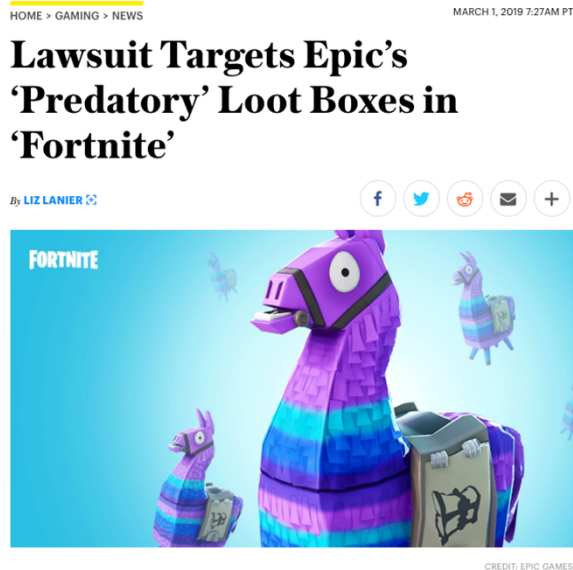 HOME > GAMING > NEWS
MARCH 1, 2019 7:27AM PT
Lawsuit Targets Epic’s
‘Predatory’ Loot Boxes in
‘Fortnite’
By LIZ LANIER
FORTNITE
CREDIT: EPIC GAMES